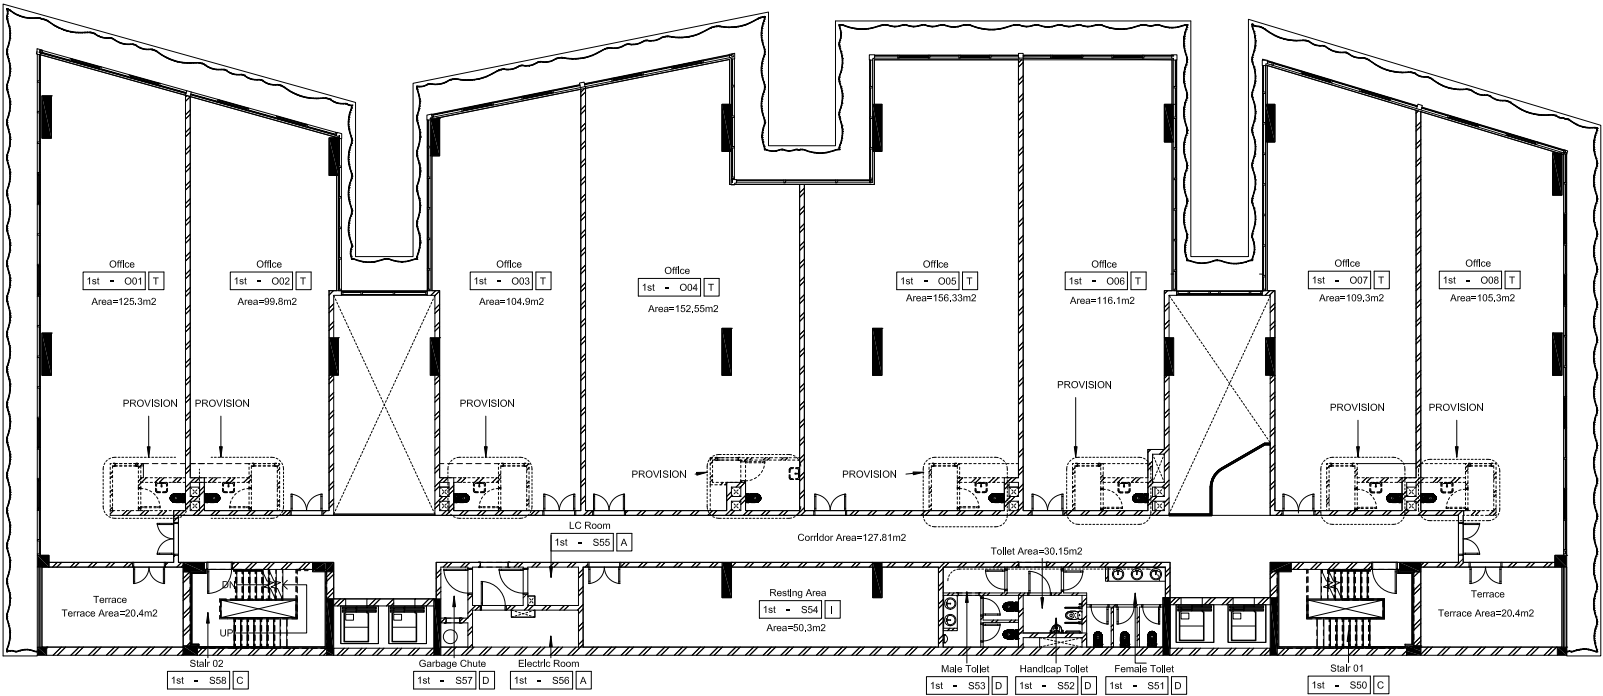 Office
1st - O01 T
Area=125.3m2
Office
1st - O02 T
Area=99.8m2
Office
1st - O03 T
Area=104.9m2
Office
1st - O04 T
Area=152,55m2
Office
1st - O05 T
Area=156,33m2
Office
1st - O06 T
Area=116.1m2
Office
1st - O07 T
Area=109,3m2
Office
1st - O08 T
Area=105,3m2
PROVISION
PROVISION
PROVISION
PROVISION
PROVISION
PROVISION
PROVISION
PROVISION
LC Room
1st - S55 A
Corridor Area=127.81m2
Toilet Area=30,15m2
Terrace
Terrace Area=20.4m2
DN
UP
Resting Area
1st - S54 I
Area=50,3m2
Terrace
Terrace Area=20,4m2
Stair 02
1st - S58 C
Garbage Chute
1st - S57 D
Electric Room
1st - S56 A
Male Toilet
1st - S53 D
Handicap Toilet
1st - S52 D
Female Toilet
1st - S51 D
Stair 01
1st - S50 C